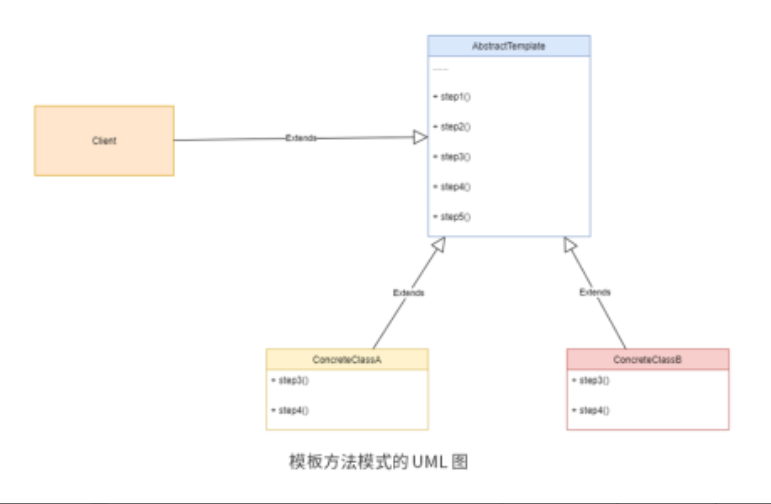 AbstractTemplate
+ step1()
+ step2()
Client
Extends
+ step3()
+ step4()
+ step5()
Extends
Extends
ConcreteClassA
ConcreteClassB
+ step3()
+ step3()
+ step4()
+ step4()
模板方法模式的 UML 图